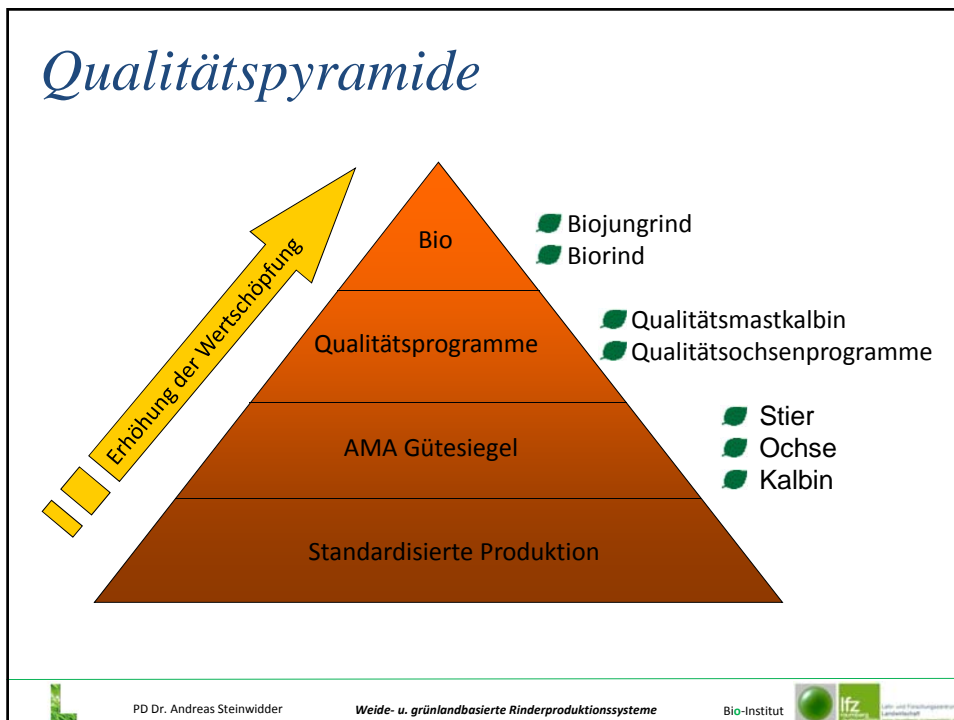 Qualitätspyramide
Erhöhung der Wertschöpfung
Bio
Biojungrind
Biorind
Qualitätsprogramme
Qualitätsmastkalbin
Qualitätsochsenprogramme
AMA Gütesiegel
Stier
Ochse
Kalbin
Standardisierte Produktion
PD Dr. Andreas Steinwidder
Weide- u. grünlandbasierte Rinderproduktionssysteme
Bio-Institut
lfz